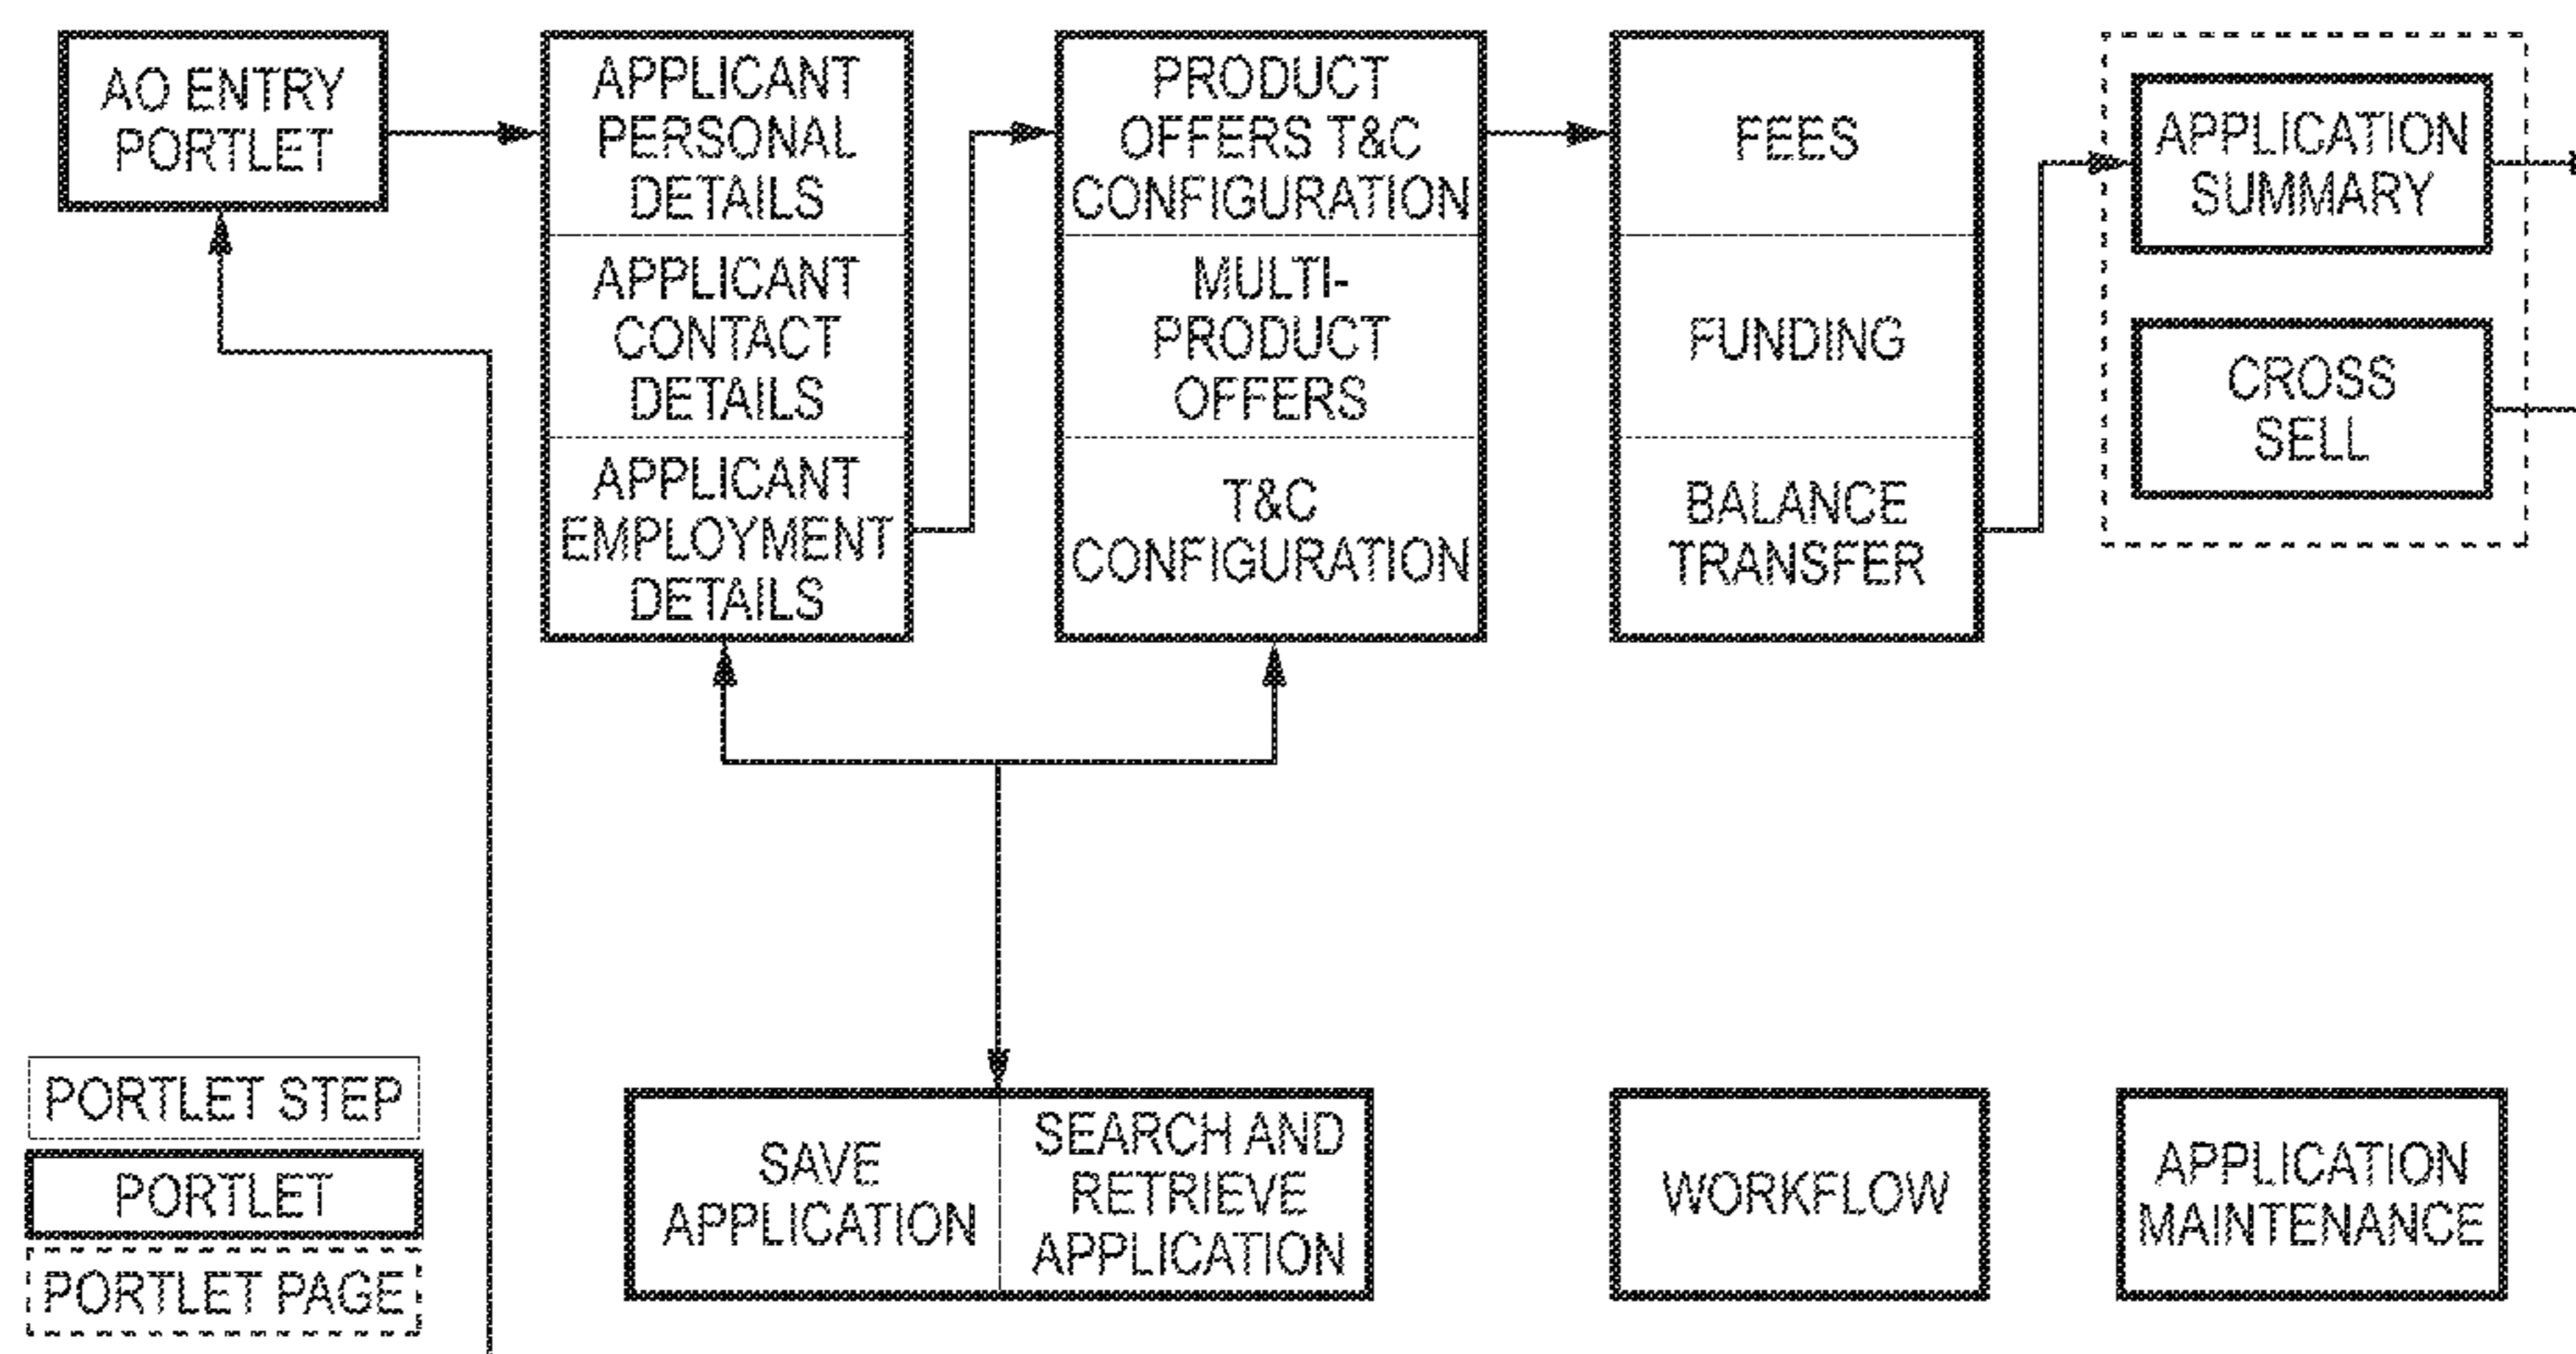 AO ENTRY
PORTLET
APPLICANT
PERSONAL
DETAILS
APPLICANT
CONTACT
DETAILS
APPLICANT
EMPLOYMENT
DETAILS
PRODUCT
OFFERS T&C
CONFIGURATION
MULTI-
PRODUCT
OFFERS
T&C
CONFIGURATION
FEES
FUNDING
BALANCE
TRANSFER
APPLICATION
SUMMARY
CROSS
SELL
PORTLET STEP
PORTLET
PORTLET PAGE
SAVE
APPLICATION
SEARCH AND
RETRIEVE
APPLICATION
WORKFLOW
APPLICATION
MAINTENANCE